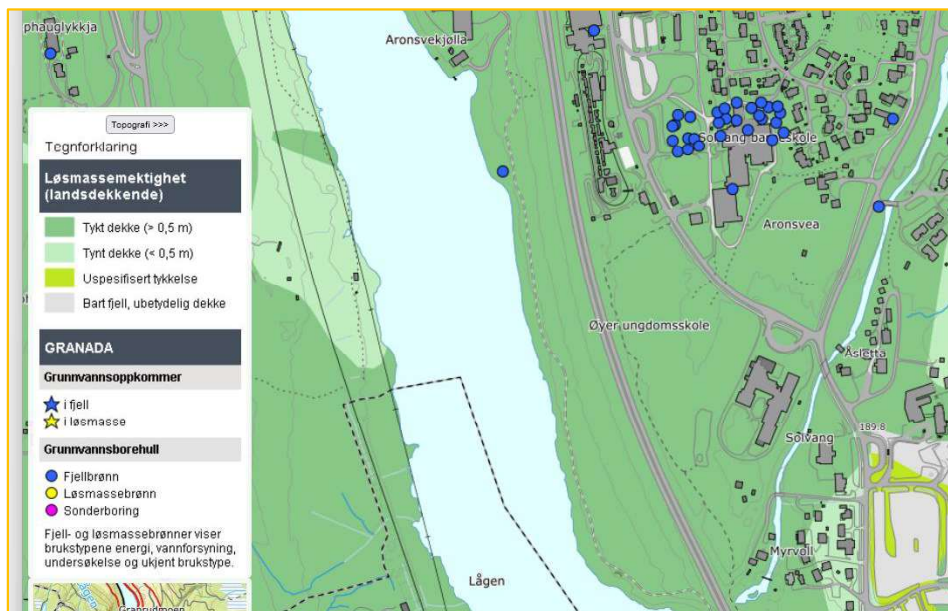 phauglykkja
Aronsvekjølla
Topografi >>>
Tegnforklaring
Løsmassemektighet
(landsdekkende)
Tykt dekke (> 0,5 m)
Tynt dekke (< 0,5 m)
Uspesifisert tykkelse
Bart fjell, ubetydelig dekke
GRANADA
Grunnvannsoppkommer
i fjell
i løsmasse
Grunnvannsborehull
Fjellbrønn
Løsmassebrønn
Sonderboring
Fjell- og løsmassebrønner viser
brukstypene energi, vannforsyning,
undersøkelse og ukjent brukstype.
Solvang barneskole
Aronsvea
Øyer ungdomsskole
Åsletta
Solvang
189:8
Myrvoll
Lågen